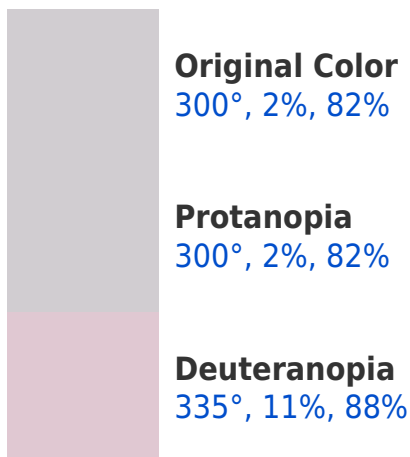 Original Color
300°, 2%, 82%
Protanopia
300°, 2%, 82%
Deuteranopia
335°, 11%, 88%